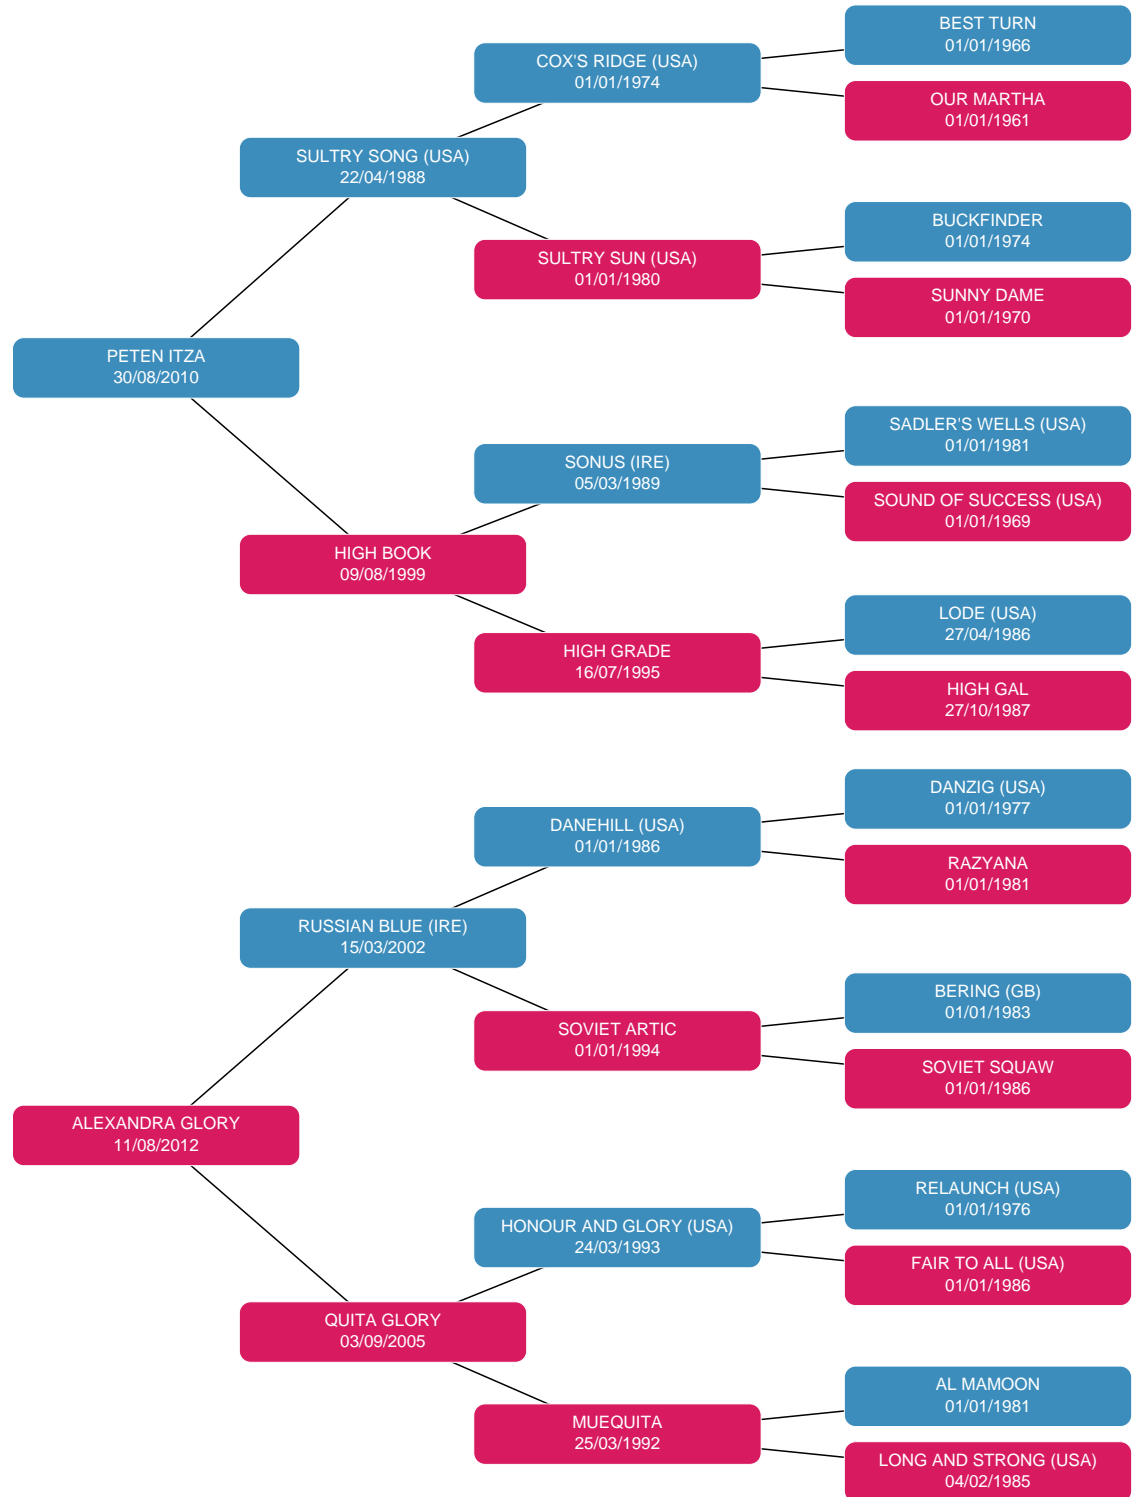 BEST TURN
01/01/1966
COX'S RIDGE (USA)
01/01/1974
OUR MARTHA
01/01/1961
SULTRY SONG (USA)
22/04/1988
BUCKFINDER
01/01/1974
SULTRY SUN (USA)
01/01/1980
SUNNY DAME
01/01/1970
PETEN ITZA
30/08/2010
SADLER'S WELLS (USA)
01/01/1981
SONUS (IRE)
05/03/1989
SOUND OF SUCCESS (USA)
01/01/1969
HIGH BOOK
09/08/1999
LODE (USA)
27/04/1986
HIGH GRADE
16/07/1995
HIGH GAL
27/10/1987
DANZIG (USA)
01/01/1977
DANEHILL (USA)
01/01/1986
RAZYANA
01/01/1981
RUSSIAN BLUE (IRE)
15/03/2002
BERING (GB)
01/01/1983
SOVIET ARTIC
01/01/1994
SOVIET SQUAW
01/01/1986
ALEXANDRA GLORY
11/08/2012
RELAUNCH (USA)
01/01/1976
HONOUR AND GLORY (USA)
24/03/1993
FAIR TO ALL (USA)
01/01/1986
QUITA GLORY
03/09/2005
AL MAMOON
01/01/1981
MUEQUITA
25/03/1992
LONG AND STRONG (USA)
04/02/1985